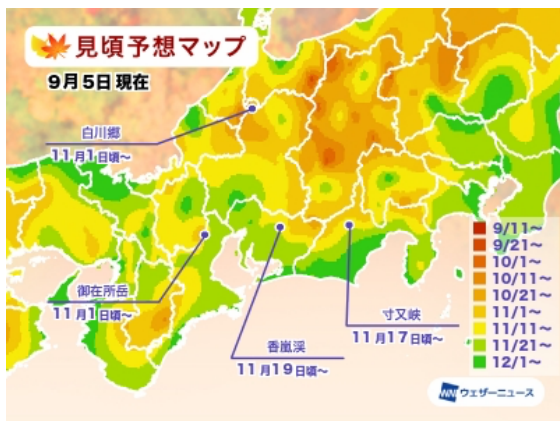 見頃予想マップ
9月5日現在
白川郷
11月1日頃～
御在所岳
11月1日頃～
香嵐渓
11月19日頃～
寸又峡
11月17日頃～
9/11～
9/21～
10/1～
10/11～
10/21～
11/1～
11/11～
11/21～
12/1～
WNI ウェザーニュース